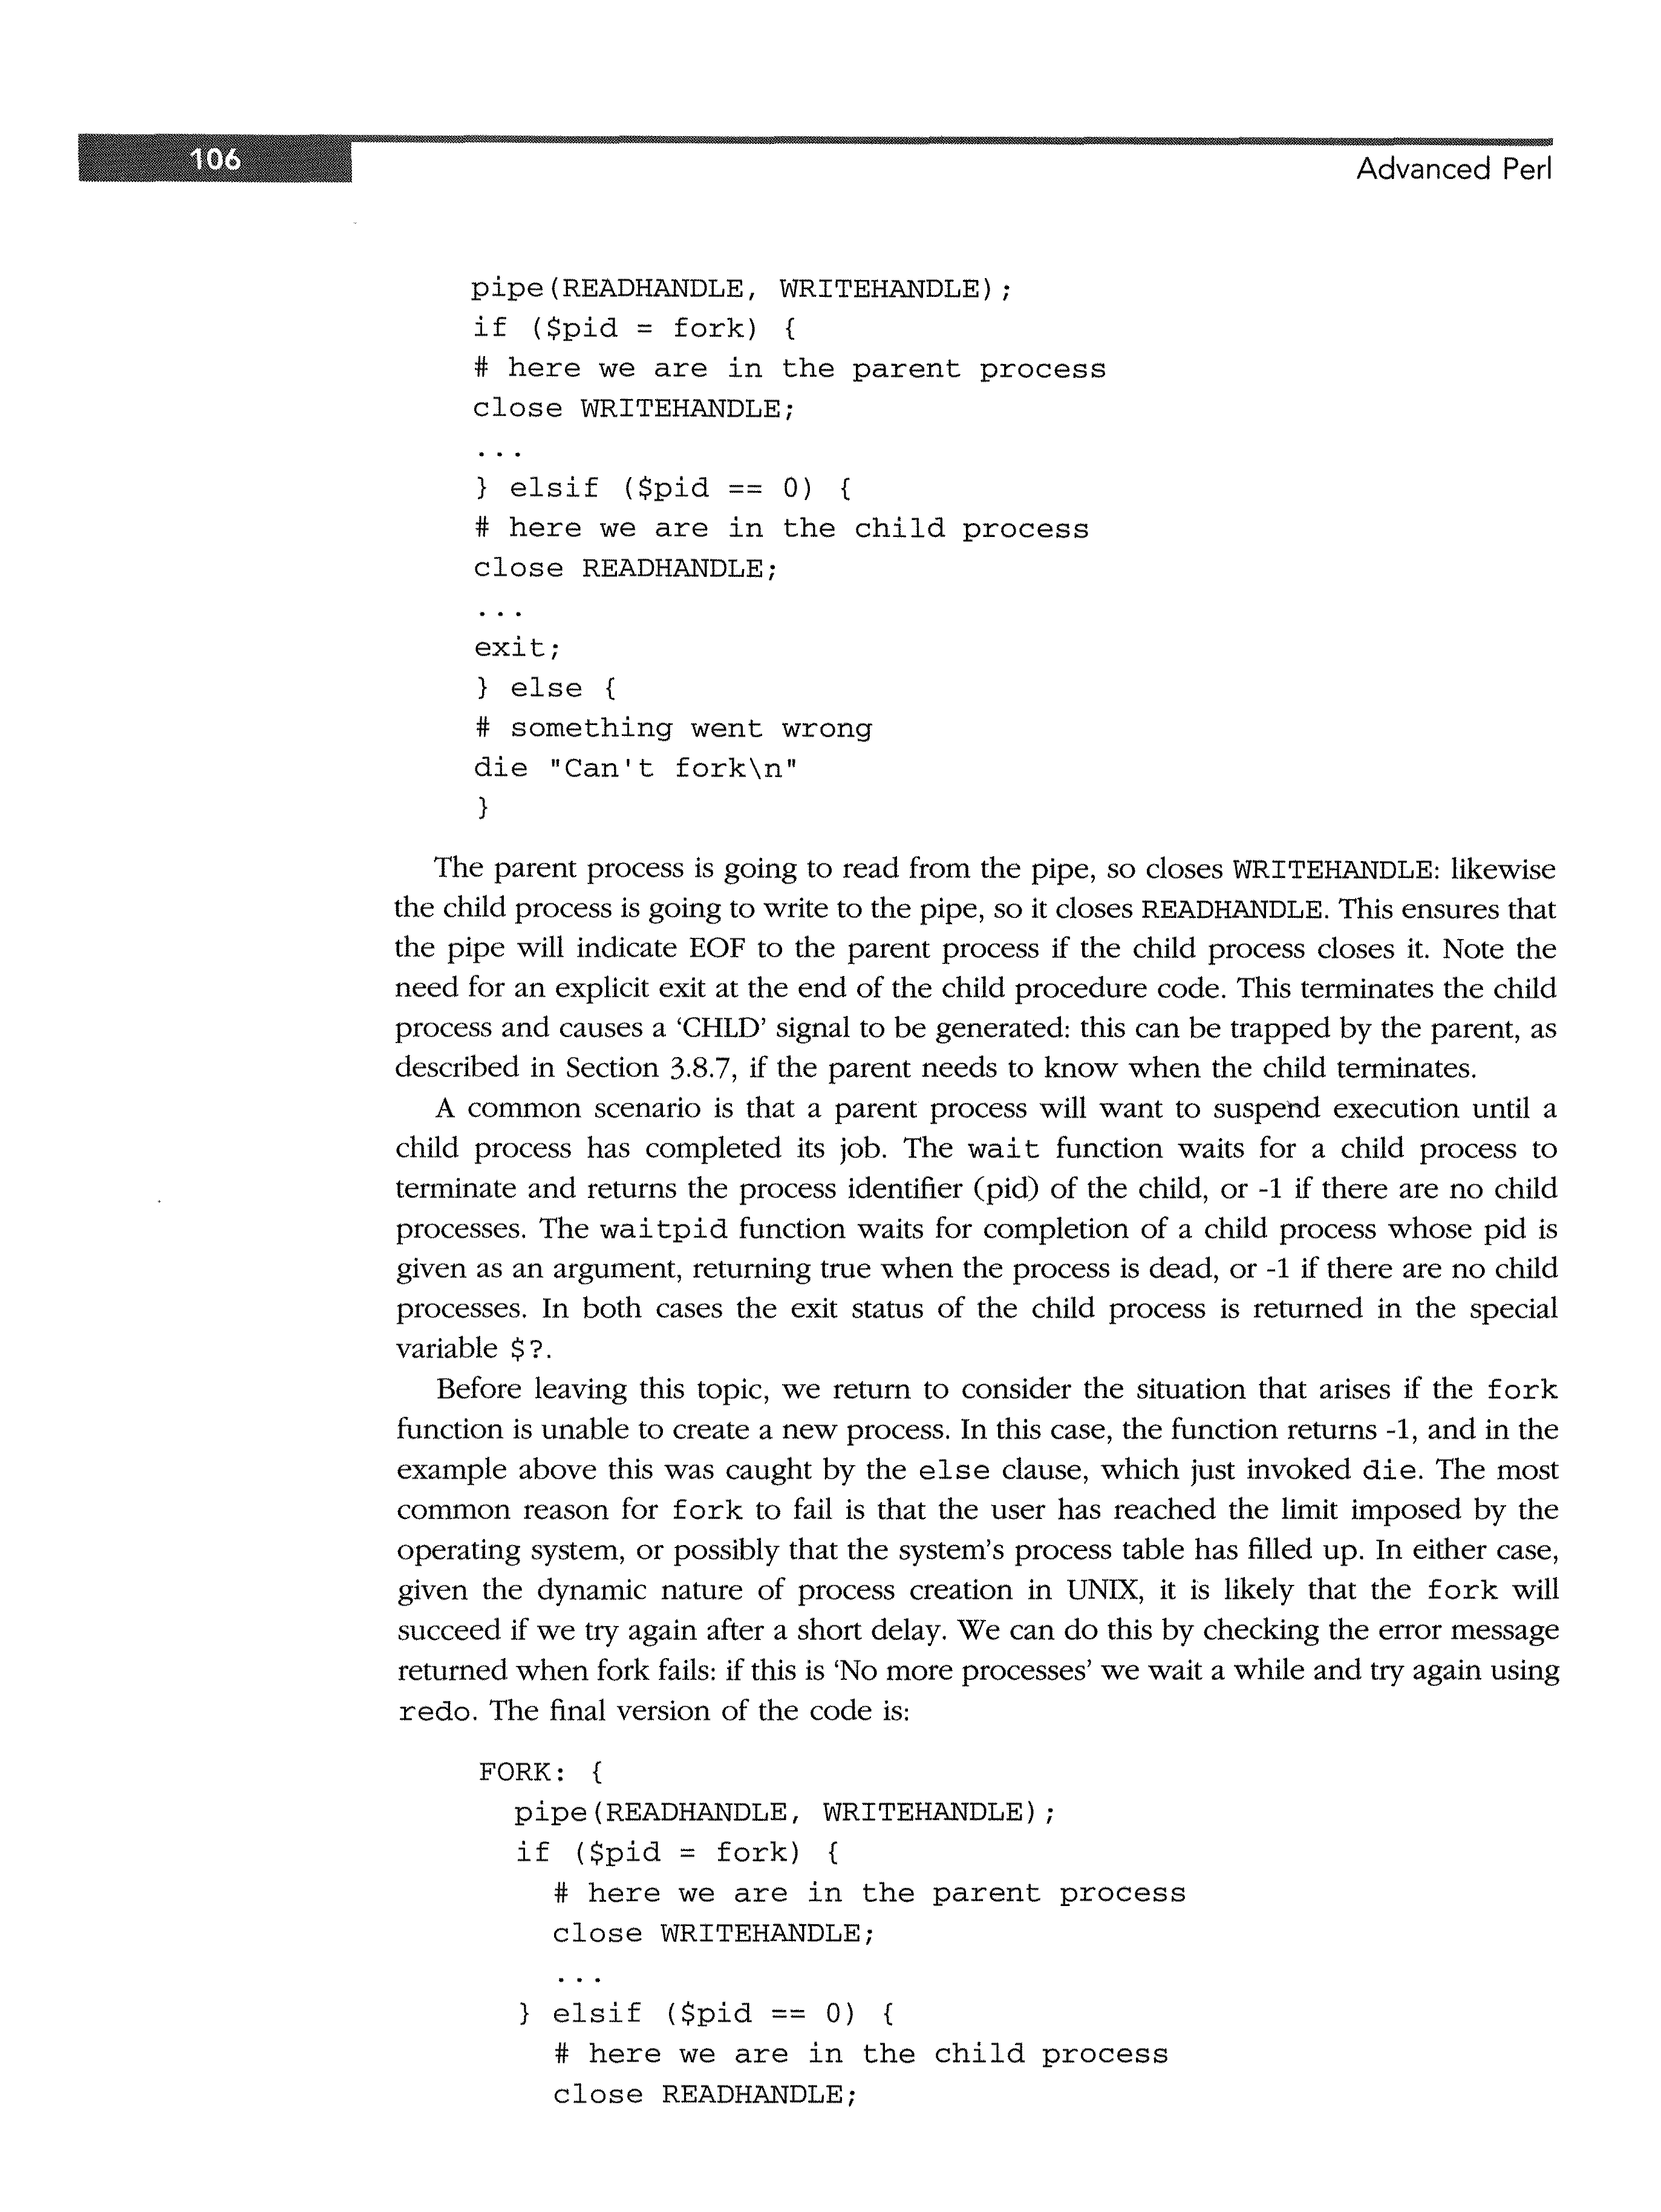 106
Advanced Perl
pipe(READHANDLE, WRITEHANDLE);
if ($pid = fork) {
# here we are in the parent process
close WRITEHANDLE;
...
} elsif ($pid == 0) {
# here we are in the child process
close READHANDLE;
...
exit;
} else {
# something went wrong
die "Can't fork\n"
}
The parent process is going to read from the pipe, so closes WRITEHANDLE: likewise
the child process is going to write to the pipe, so it closes READHANDLE. This ensures that
the pipe will indicate EOF to the parent process if the child process closes it. Note the
need for an explicit exit at the end of the child procedure code. This terminates the child
process and causes a ‘CHLD’ signal to be generated: this can be trapped by the parent, as
described in Section 3.8.7, if the parent needs to know when the child terminates.
A common scenario is that a parent process will want to suspend execution until a
child process has completed its job. The wait function waits for a child process to
terminate and returns the process identifier (pid) of the child, or -1 if there are no child
processes. The waitpid function waits for completion of a child process whose pid is
given as an argument, returning true when the process is dead, or -1 if there are no child
processes. In both cases the exit status of the child process is returned in the special
variable $?.
Before leaving this topic, we return to consider the situation that arises if the fork
function is unable to create a new process. In this case, the function returns -1, and in the
example above this was caught by the else clause, which just invoked die. The most
common reason for fork to fail is that the user has reached the limit imposed by the
operating system, or possibly that the system’s process table has filled up. In either case,
given the dynamic nature of process creation in UNIX, it is likely that the fork will
succeed if we try again after a short delay. We can do this by checking the error message
returned when fork fails: if this is ‘No more processes’ we wait a while and try again using
redo. The final version of the code is:
FORK: {
pipe(READHANDLE, WRITEHANDLE);
if ($pid = fork) {
# here we are in the parent process
close WRITEHANDLE;
...
} elsif ($pid == 0) {
# here we are in the child process
close READHANDLE;